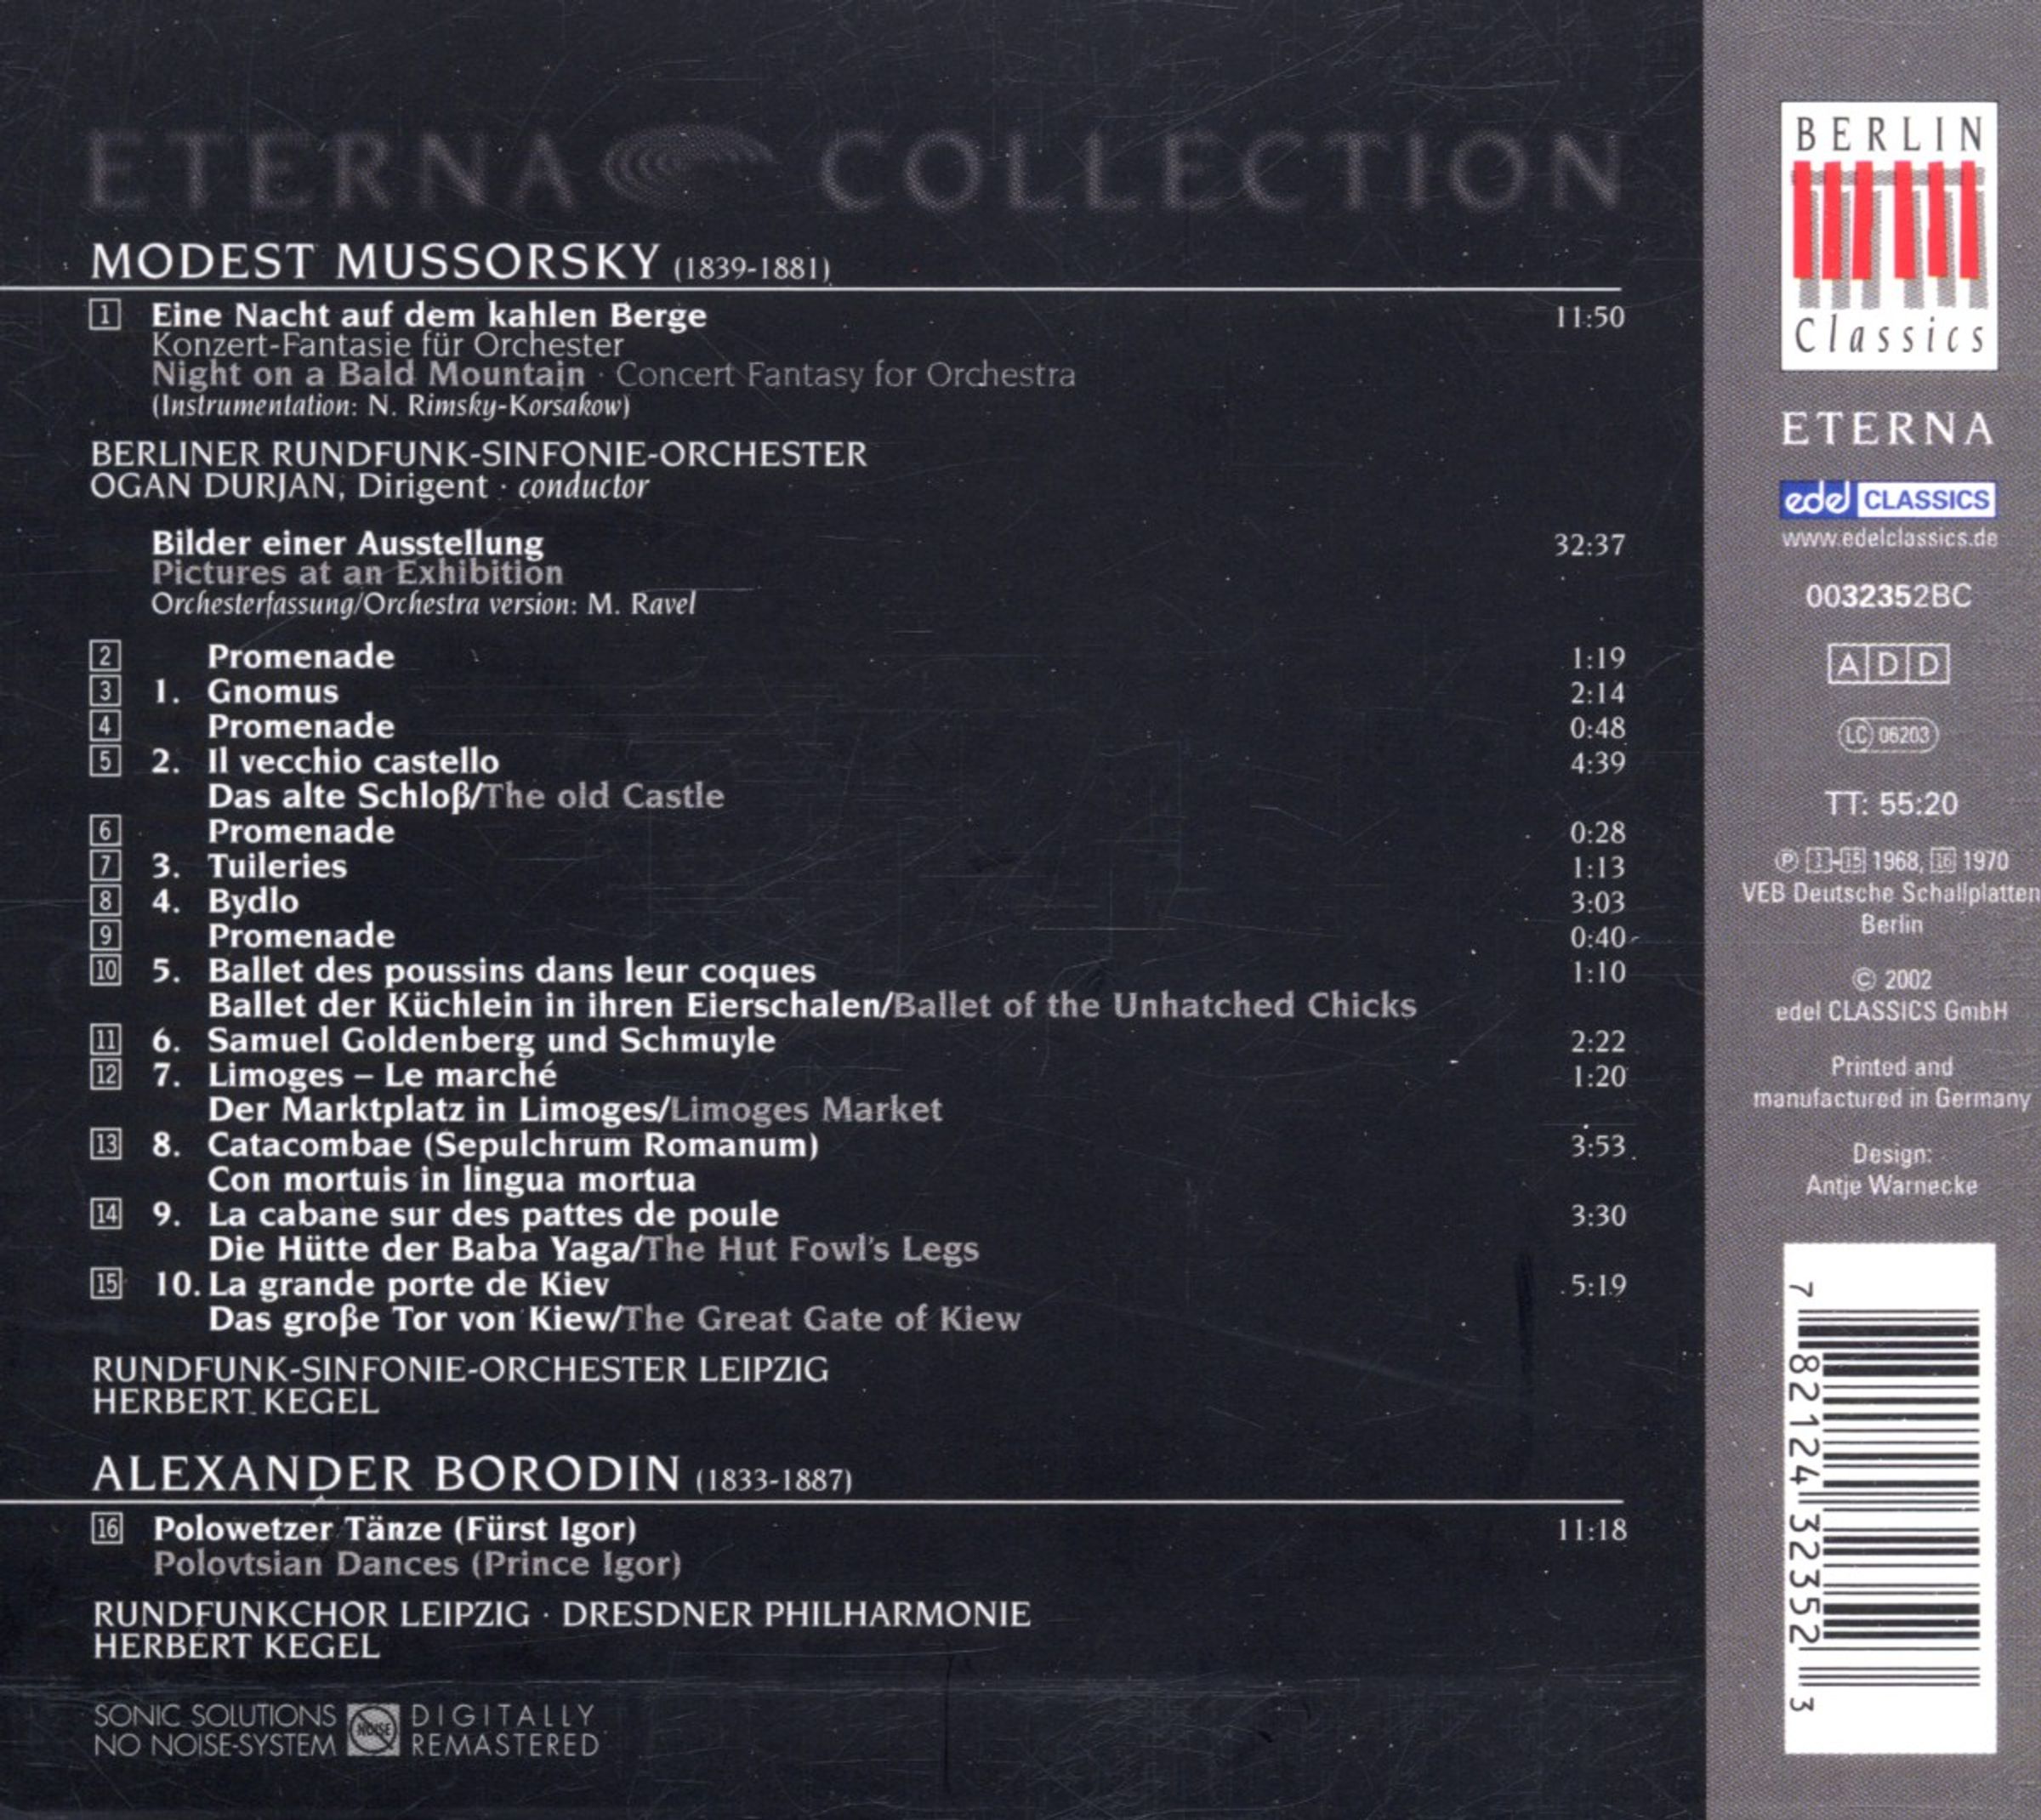 ETERNA COLLECTION
MODEST MUSSORSKY (1839-1881)
1 Eine Nacht auf dem kahlen Berge 11:50
Konzert-Fantasie für Orchester
Night on a Bald Mountain · Concert Fantasy for Orchestra
(Instrumentation: N. Rimsky-Korsakow)
BERLINER RUNDFUNK-SINFONIE-ORCHESTER
OGAN DURJAN, Dirigent · conductor
Bilder einer Ausstellung 32:37
Pictures at an Exhibition
Orchesterfassung/Orchestra version: M. Ravel
2 Promenade 1:19
3 1. Gnomus 2:14
4 Promenade 0:48
5 2. Il vecchio castello 4:39
Das alte Schloß/The old Castle
6 Promenade 0:28
7 3. Tuileries 1:13
8 4. Bydlo 3:03
9 Promenade 0:40
10 5. Ballet des poussins dans leur coques 1:10
Ballet der Küchlein in ihren Eierschalen/Ballet of the Unhatched Chicks
11 6. Samuel Goldenberg und Schmuyle 2:22
12 7. Limoges – Le marché 1:20
Der Marktplatz in Limoges/Limoges Market
13 8. Catacombae (Sepulchrum Romanum) 3:53
Con mortuis in lingua mortua
14 9. La cabane sur des pattes de poule 3:30
Die Hütte der Baba Yaga/The Hut Fowl's Legs
15 10. La grande porte de Kiev 5:19
Das große Tor von Kiew/The Great Gate of Kiew
RUNDFUNK-SINFONIE-ORCHESTER LEIPZIG
HERBERT KEGEL
ALEXANDER BORODIN (1833-1887)
16 Polowetzer Tänze (Fürst Igor) 11:18
Polovtsian Dances (Prince Igor)
RUNDFUNKCHOR LEIPZIG · DRESDNER PHILHARMONIE
HERBERT KEGEL
SONIC SOLUTIONS
NO NOISE-SYSTEM
NOISE
DIGITALLY
REMASTERED
BERLIN
Classics
ETERNA
edel CLASSICS
www.edelclassics.de
0032352BC
ADD
LC 06203
TT: 55:20
℗ 1-15 1968, 16 1970
VEB Deutsche Schallplatten
Berlin
© 2002
edel CLASSICS GmbH
Printed and
manufactured in Germany
Design:
Antje Warnecke
7 82124 32352 3